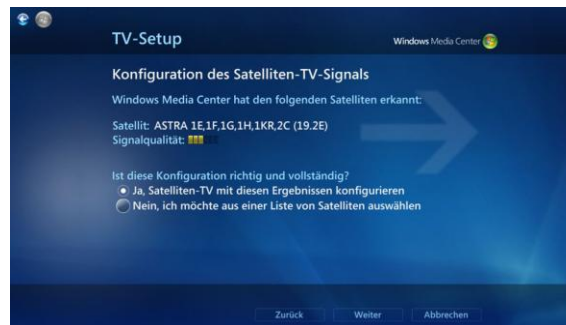 TV-Setup
Windows Media Center
Konfiguration des Satelliten-TV-Signals
Windows Media Center hat den folgenden Satelliten erkannt:
Satellit: ASTRA 1E,1F,1G,1H,1KR,2C (19.2E)
Signalqualität:
Ist diese Konfiguration richtig und vollständig?
Ja, Satelliten-TV mit diesen Ergebnissen konfigurieren
Nein, ich möchte aus einer Liste von Satelliten auswählen
Zurück
Weiter
Abbrechen